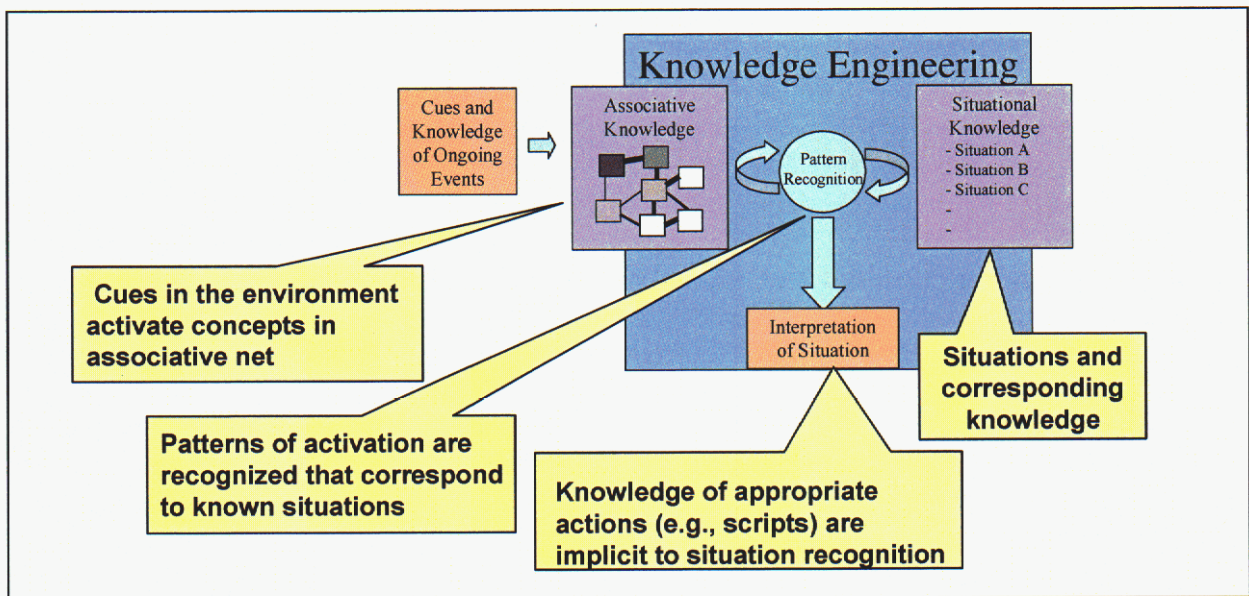 Knowledge Engineering
Cues and
Knowledge
of Ongoing
Events
Associative
Knowledge
Pattern
Recognition
Situational
Knowledge
- Situation A
- Situation B
- Situation C
-
-
Interpretation
of Situation
Cues in the environment
activate concepts in
associative net
Patterns of activation are
recognized that correspond
to known situations
Knowledge of appropriate
actions (e.g., scripts) are
implicit to situation recognition
Situations and
corresponding
knowledge